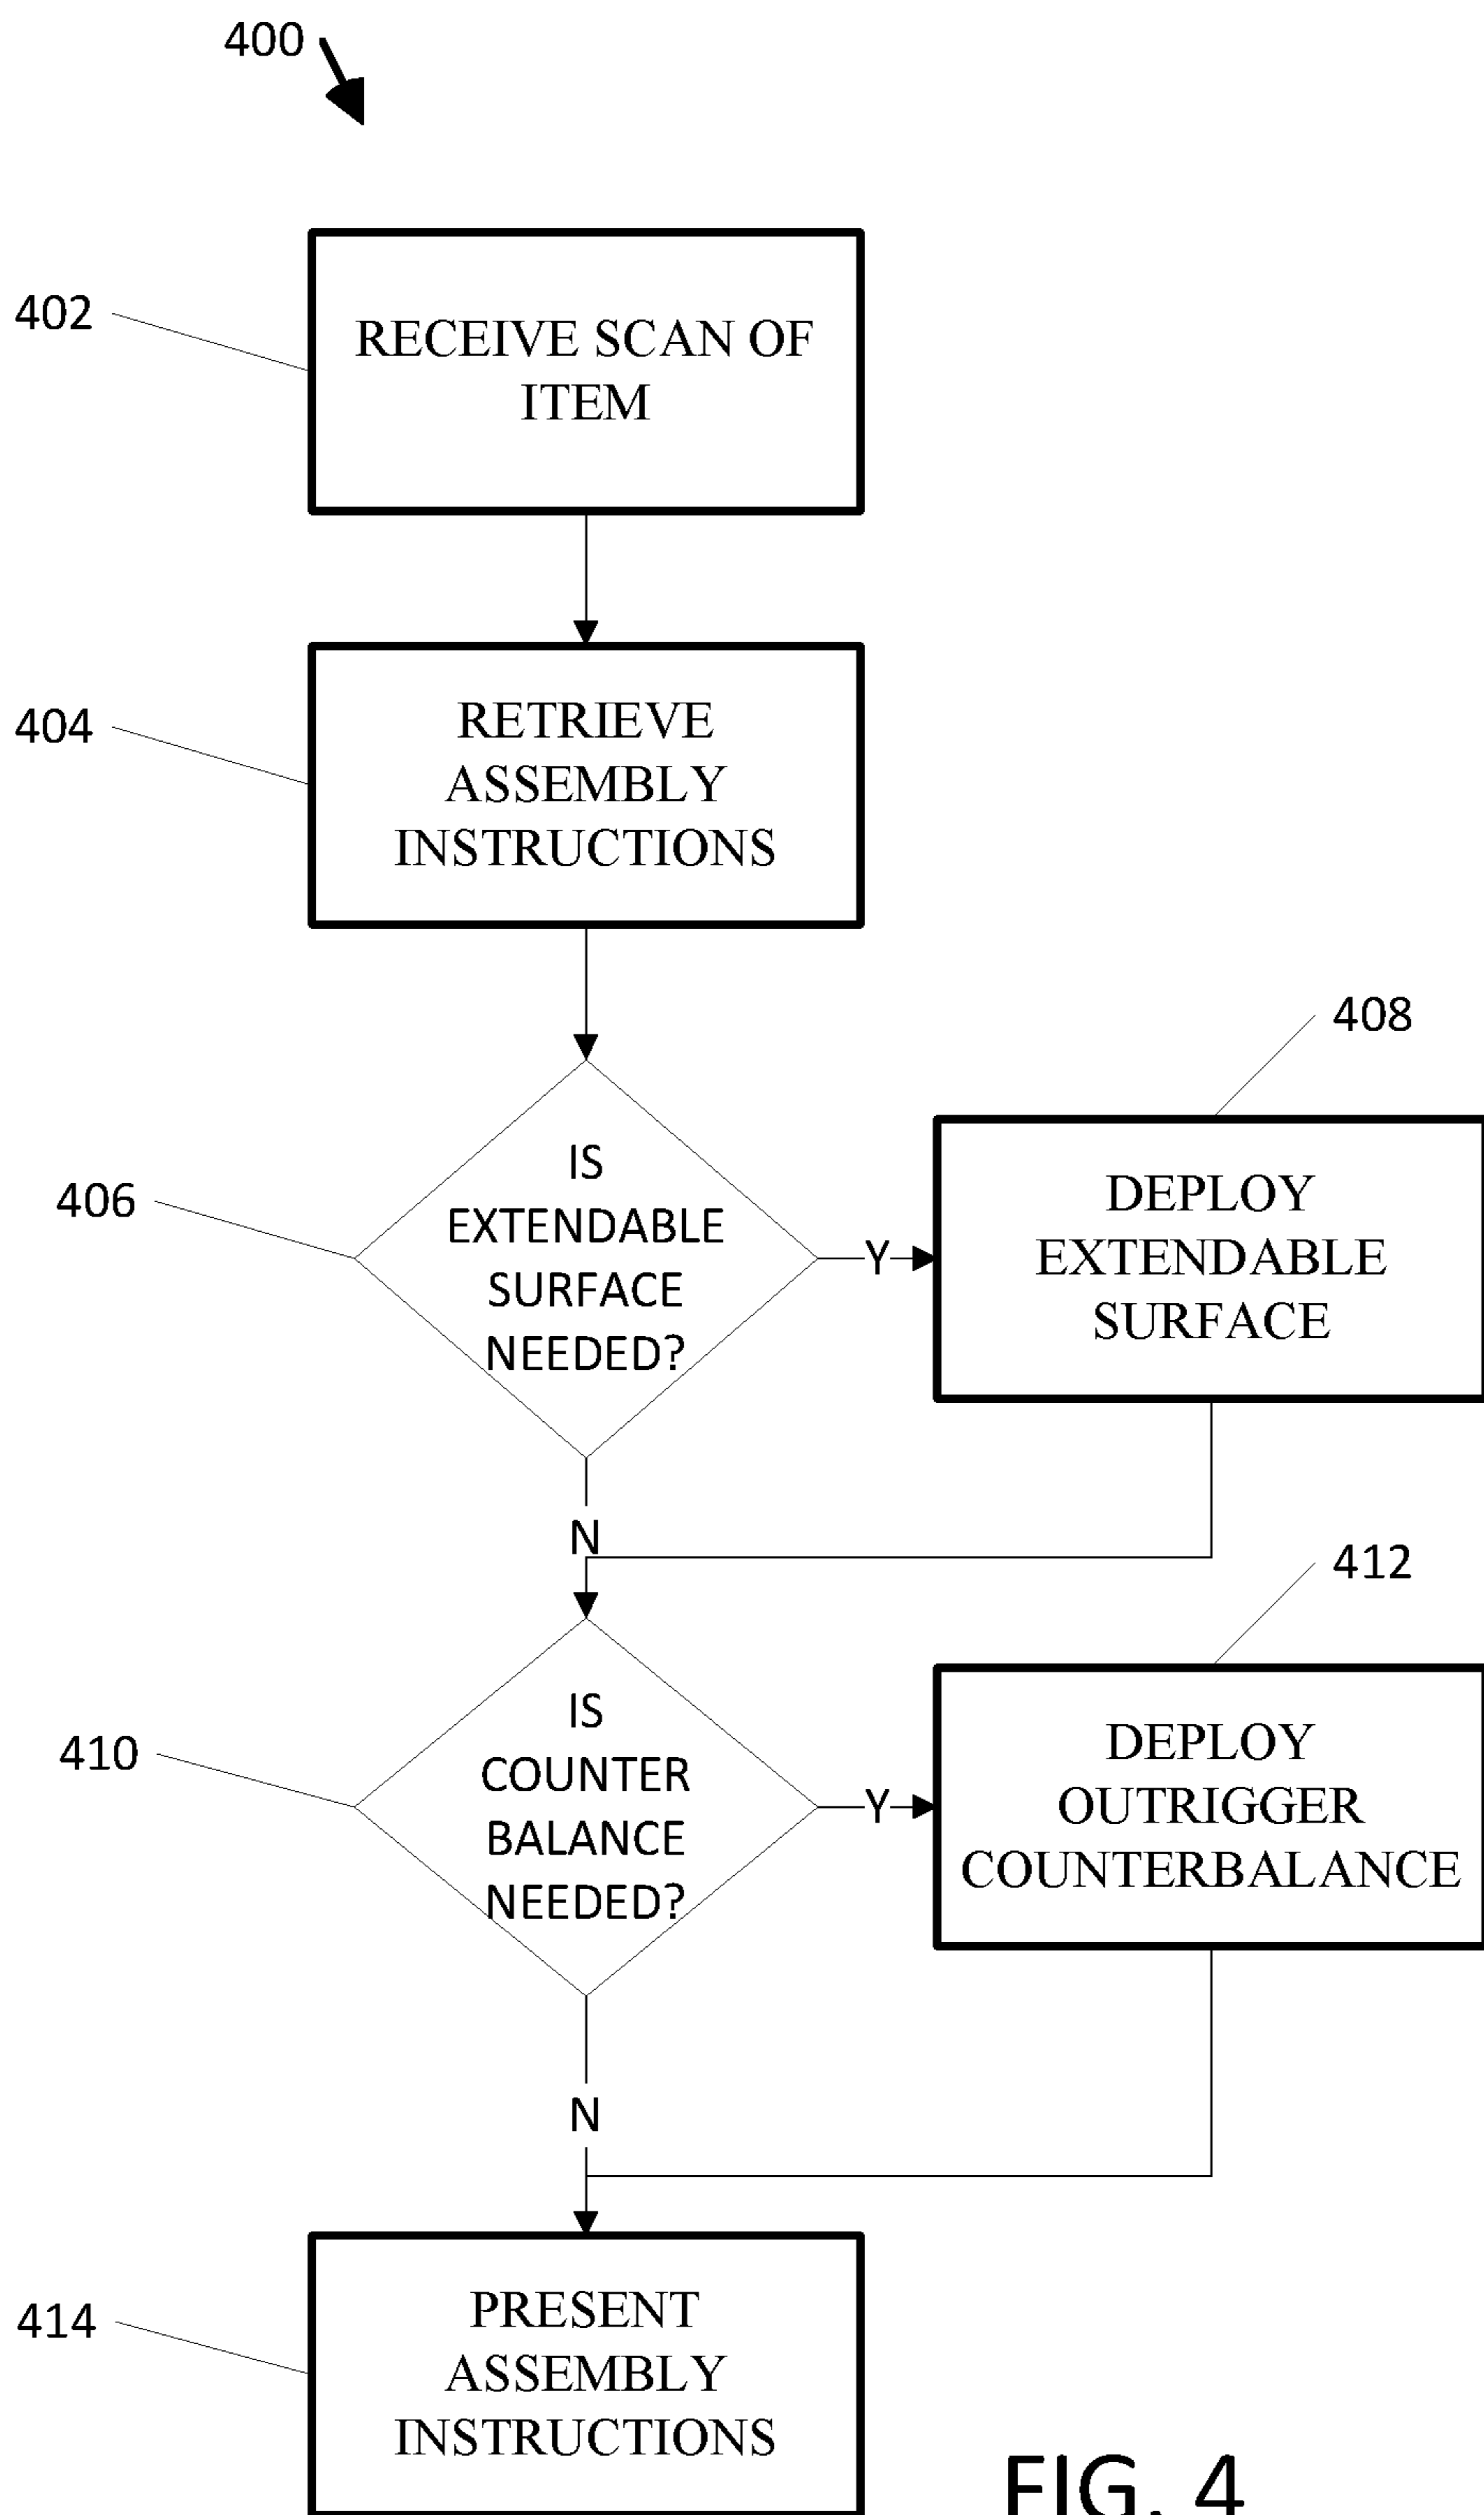 400
402
RECEIVE SCAN OF
ITEM
404
RETRIEVE
ASSEMBLY
INSTRUCTIONS
406
IS
EXTENDABLE
SURFACE
NEEDED?
Y
408
DEPLOY
EXTENDABLE
SURFACE
N
410
IS
COUNTER
BALANCE
NEEDED?
Y
412
DEPLOY
OUTRIGGER
COUNTERBALANCE
N
414
PRESENT
ASSEMBLY
INSTRUCTIONS
FIG. 4